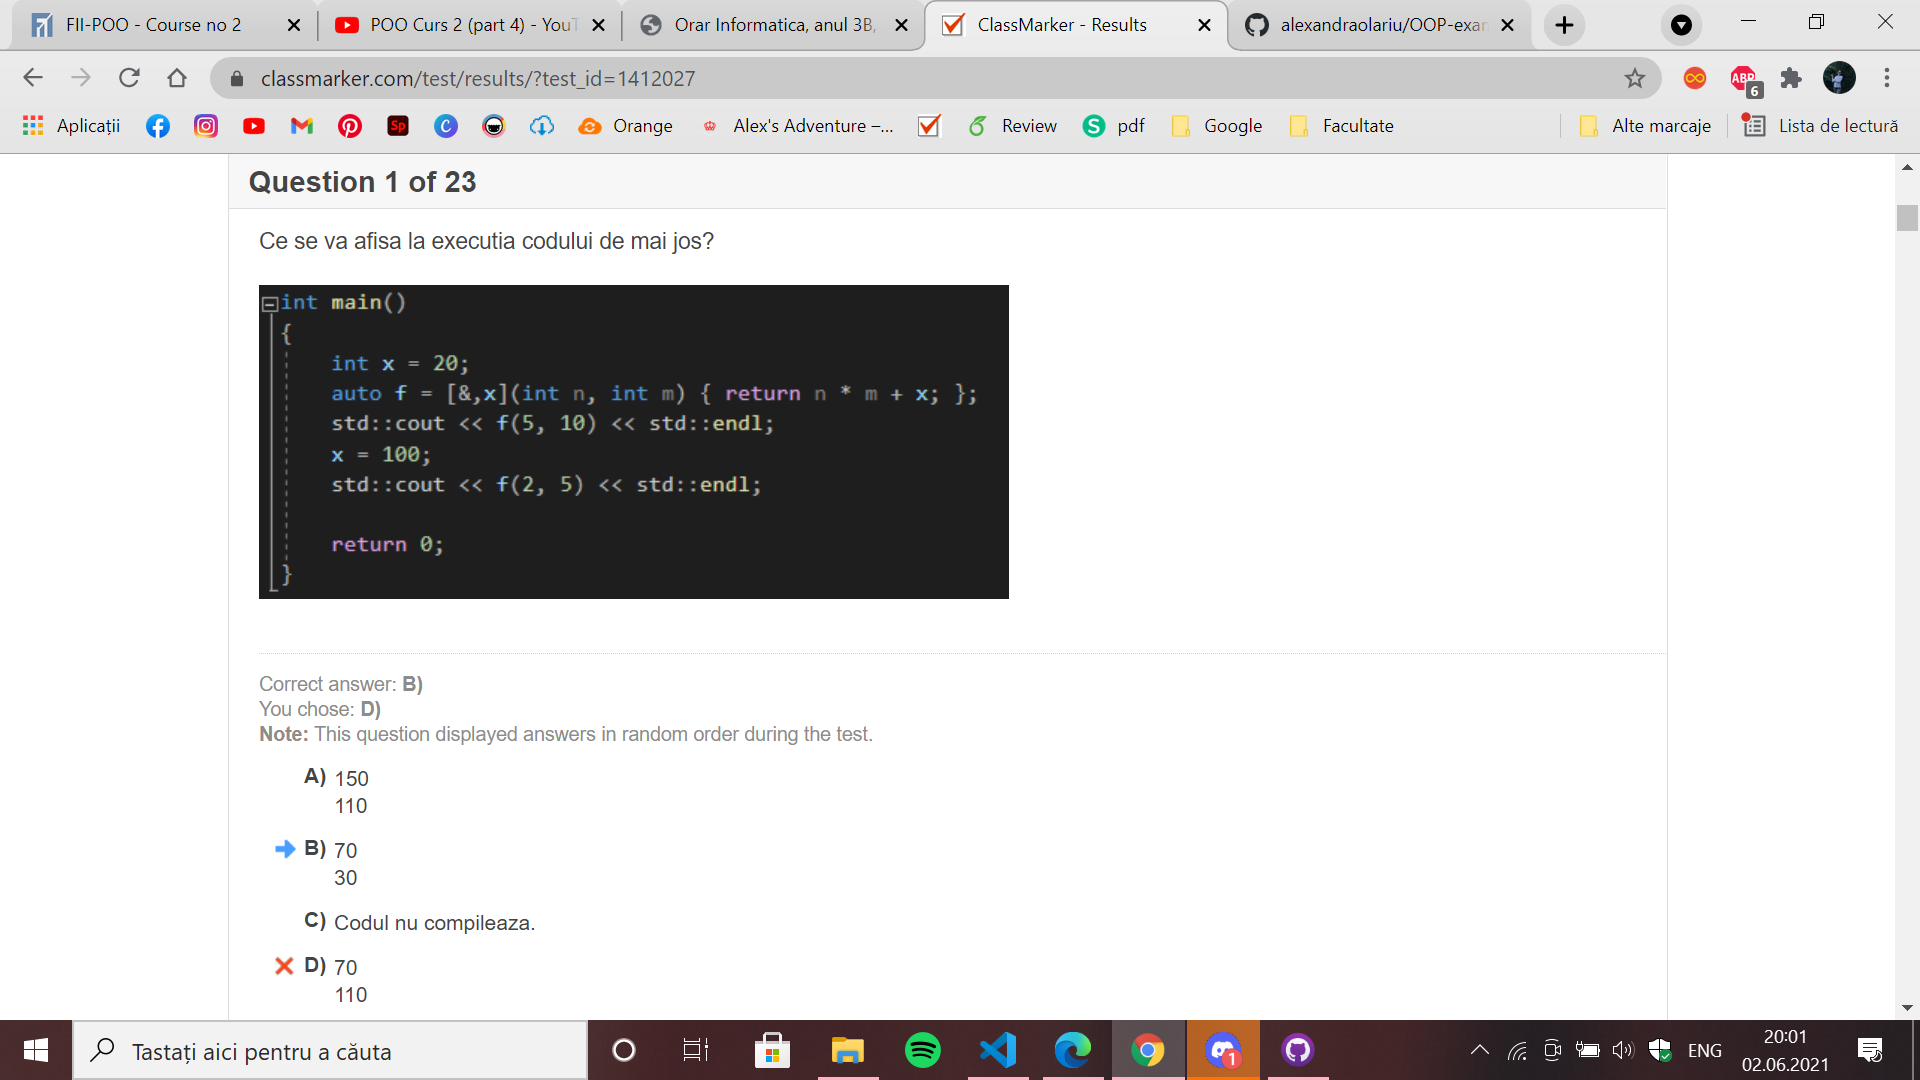 FII-POO - Course no 2
POO Curs 2 (part 4) - YouT
Orar Informatica, anul 3B,
ClassMarker - Results
alexandraolariu/OOP-exar
classmarker.com/test/results/?test_id=1412027
ABP
6
Aplicații
Sp
Orange
Alex's Adventure –...
Review
S
pdf
Google
Facultate
Alte marcaje
Lista de lectură
Question 1 of 23
Ce se va afisa la executia codului de mai jos?
int main()
{
int x = 20;
auto f = [&,x](int n, int m) { return n * m + x; };
std::cout << f(5, 10) << std::endl;
x = 100;
std::cout << f(2, 5) << std::endl;
return 0;
}
Correct answer: B)
You chose: D)
Note: This question displayed answers in random order during the test.
A) 150
110
B) 70
30
C) Codul nu compileaza.
D) 70
110
Tastați aici pentru a căuta
1
ENG
20:01
02.06.2021